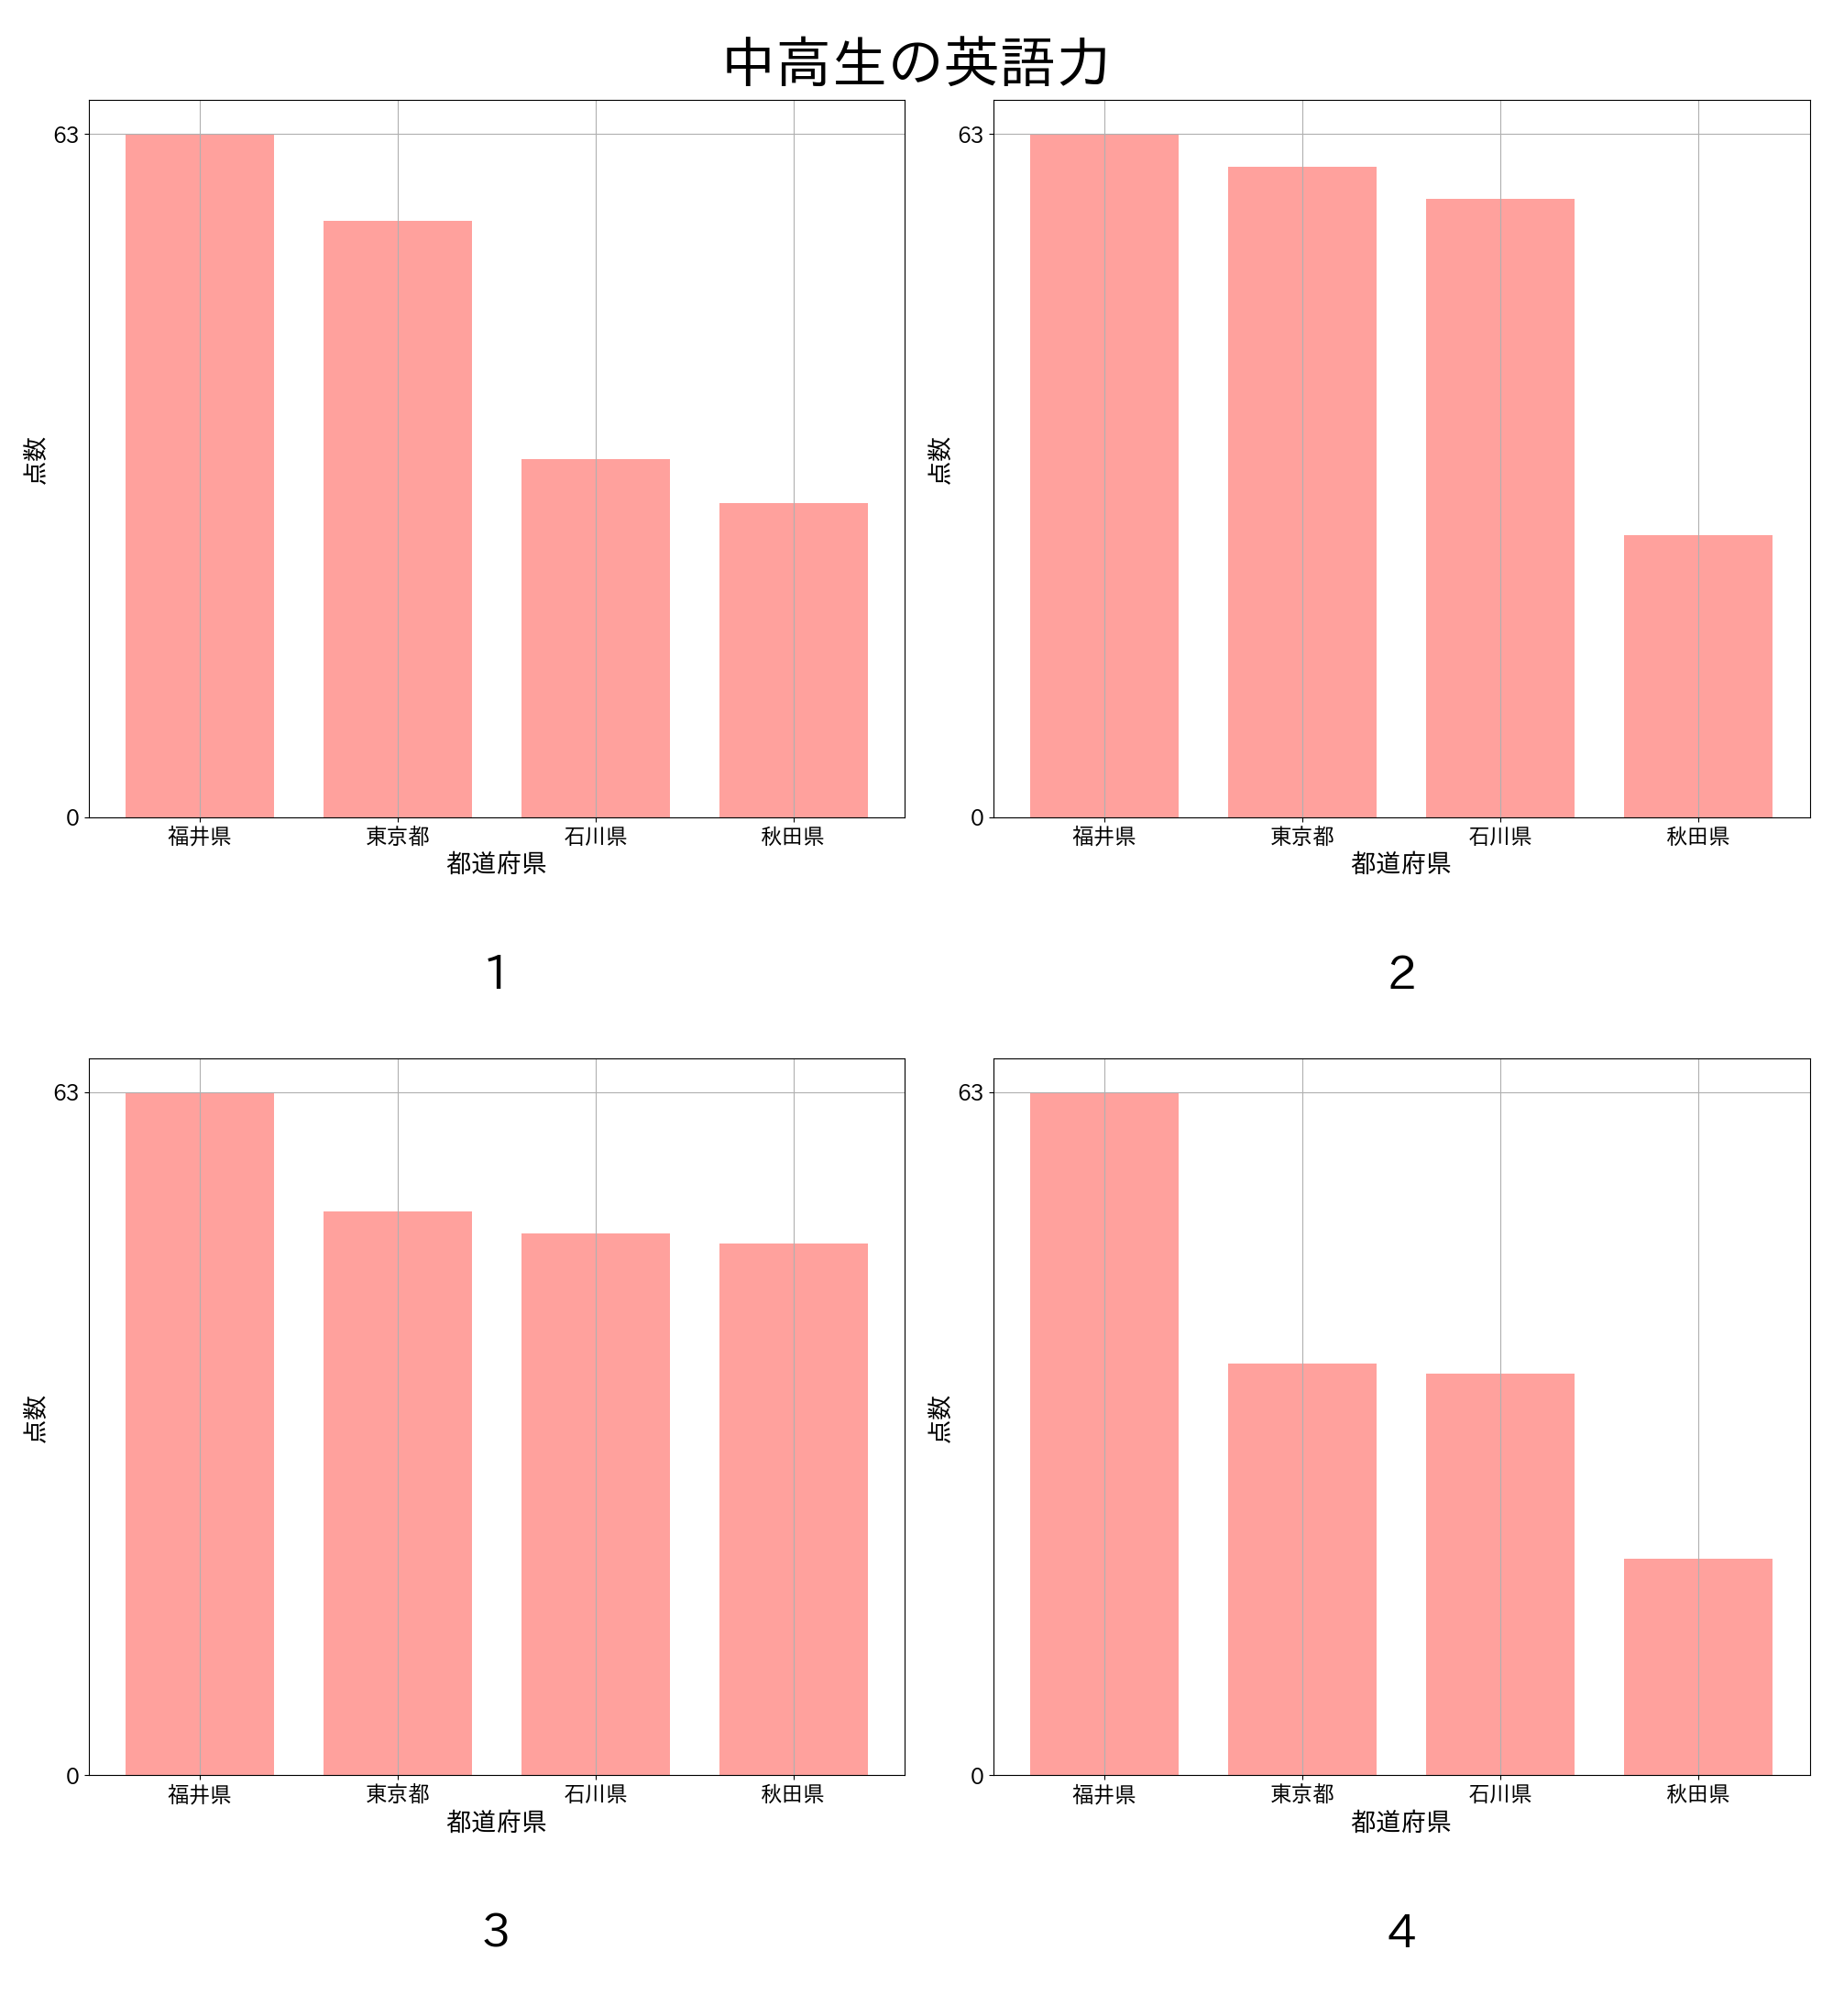 中高生の英語力
63
0
点数
福井県 東京都 石川県 秋田県
都道府県
1
63
0
点数
福井県 東京都 石川県 秋田県
都道府県
2
63
0
点数
福井県 東京都 石川県 秋田県
都道府県
3
63
0
点数
福井県 東京都 石川県 秋田県
都道府県
4